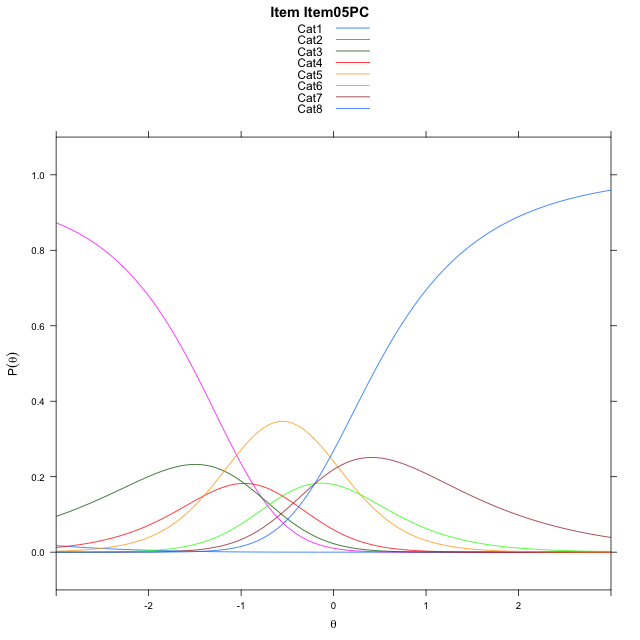 Item Item05PC
Cat1
Cat2
Cat3
Cat4
Cat5
Cat6
Cat7
Cat8
1.0
0.8
0.6
0.4
0.2
0.0
P(θ)
-2
-1
0
1
2
θ